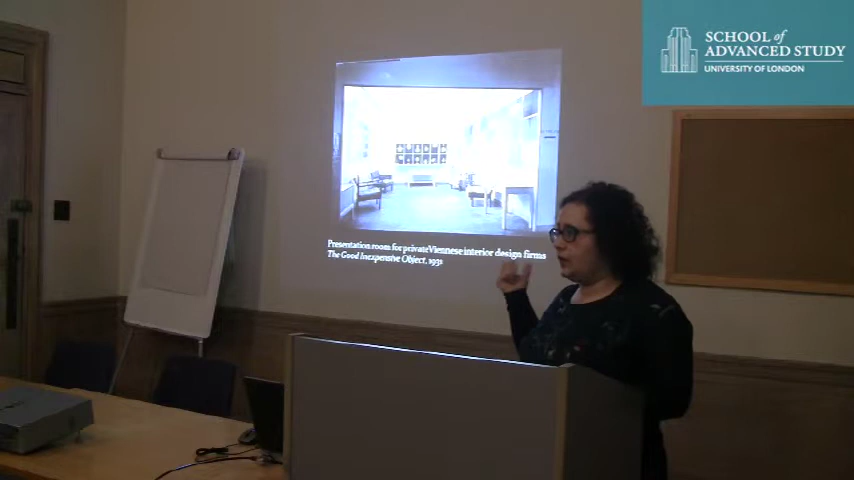 SCHOOL of
ADVANCED STUDY
UNIVERSITY OF LONDON
Presentation room for private Viennese interior design firms
The Good Inexpensive Object, 1931